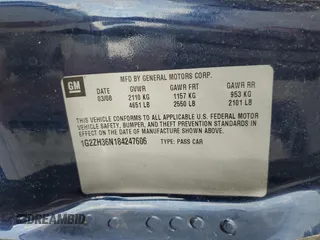 GM
MFD BY GENERAL MOTORS CORP.
DATE GVWR GAWR FRT GAWR RR
03/08 2110 KG 1157 KG 953 KG
4651 LB 2550 LB 2101 LB
THIS VEHICLE CONFORMS TO ALL APPLICABLE U.S. FEDERAL MOTOR
VEHICLE SAFETY, BUMPER, AND THEFT PREVENTION STANDARDS
IN EFFECT ON THE DATE OF MANUFACTURE SHOWN ABOVE.
1G2ZH36N184247606 TYPE: PASS CAR
DREAMBID